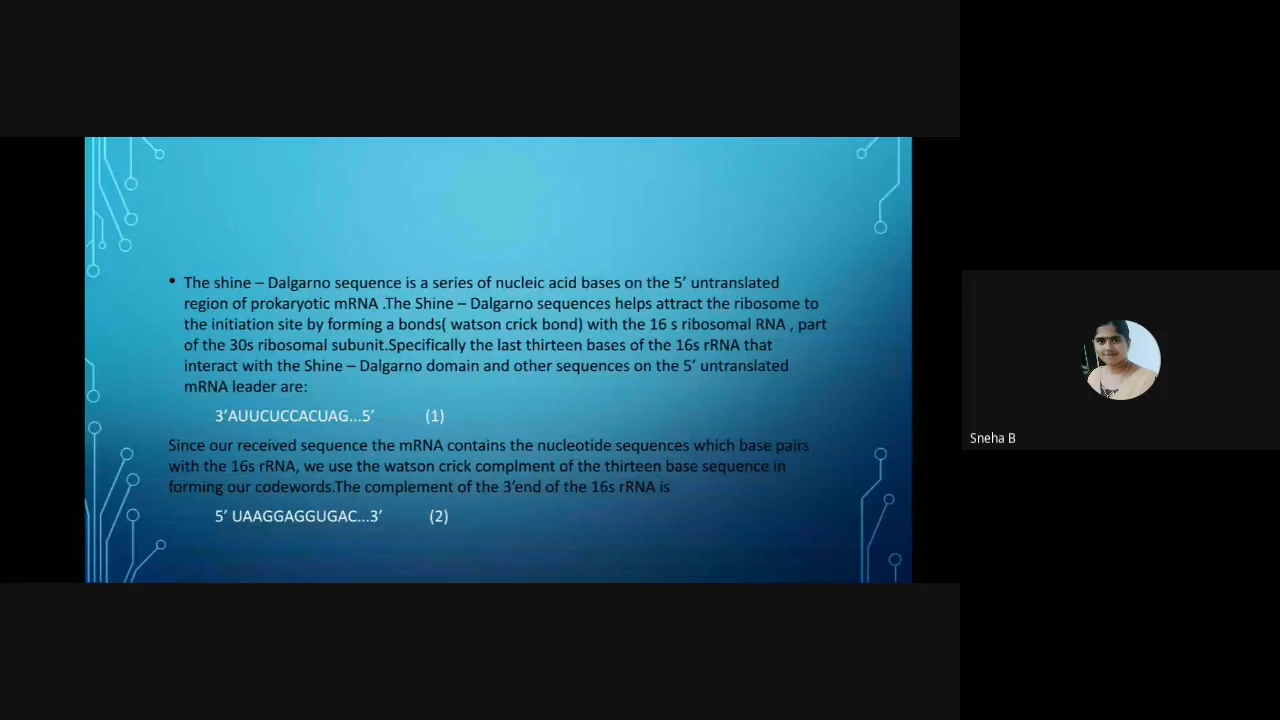 • The shine – Dalgarno sequence is a series of nucleic acid bases on the 5’ untranslated
region of prokaryotic mRNA .The Shine – Dalgarno sequences helps attract the ribosome to
the initiation site by forming a bonds( watson crick bond) with the 16 s ribosomal RNA , part
of the 30s ribosomal subunit.Specifically the last thirteen bases of the 16s rRNA that
interact with the Shine – Dalgarno domain and other sequences on the 5’ untranslated
mRNA leader are:
3’AUUCUCCACUAG...5’ (1)
Since our received sequence the mRNA contains the nucleotide sequences which base pairs
with the 16s rRNA, we use the watson crick complment of the thirteen base sequence in
forming our codewords.The complement of the 3’end of the 16s rRNA is
5’ UAAGGAGGUGAC...3’ (2)
Sneha B